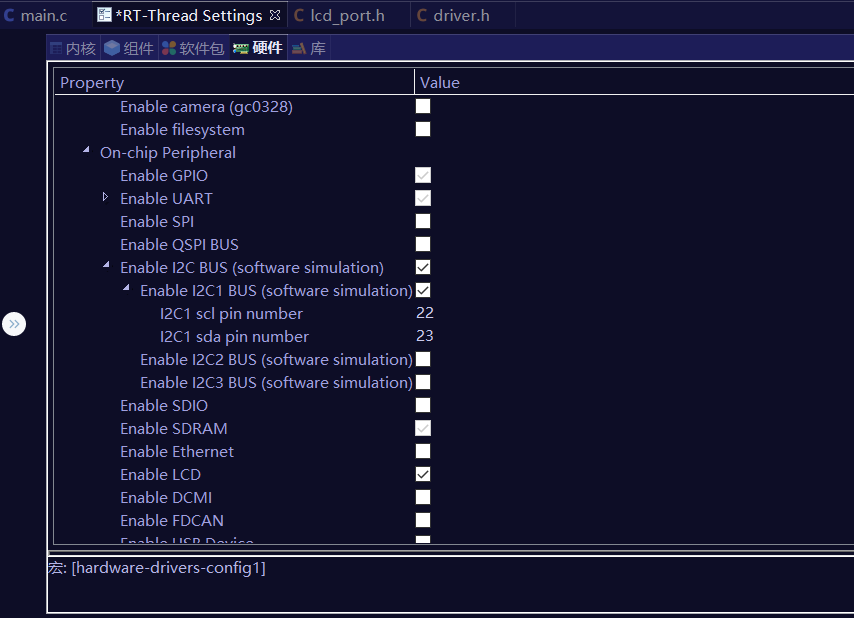 main.c *RT-Thread Settings lcd_port.h driver.h
内核 组件 软件包 硬件 库
Property Value
Enable camera (gc0328)
Enable filesystem
On-chip Peripheral
Enable GPIO
Enable UART
Enable SPI
Enable QSPI BUS
Enable I2C BUS (software simulation)
Enable I2C1 BUS (software simulation)
I2C1 scl pin number 22
I2C1 sda pin number 23
Enable I2C2 BUS (software simulation)
Enable I2C3 BUS (software simulation)
Enable SDIO
Enable SDRAM
Enable Ethernet
Enable LCD
Enable DCMI
Enable FDCAN
Enable USB Device
宏: [hardware-drivers-config1]